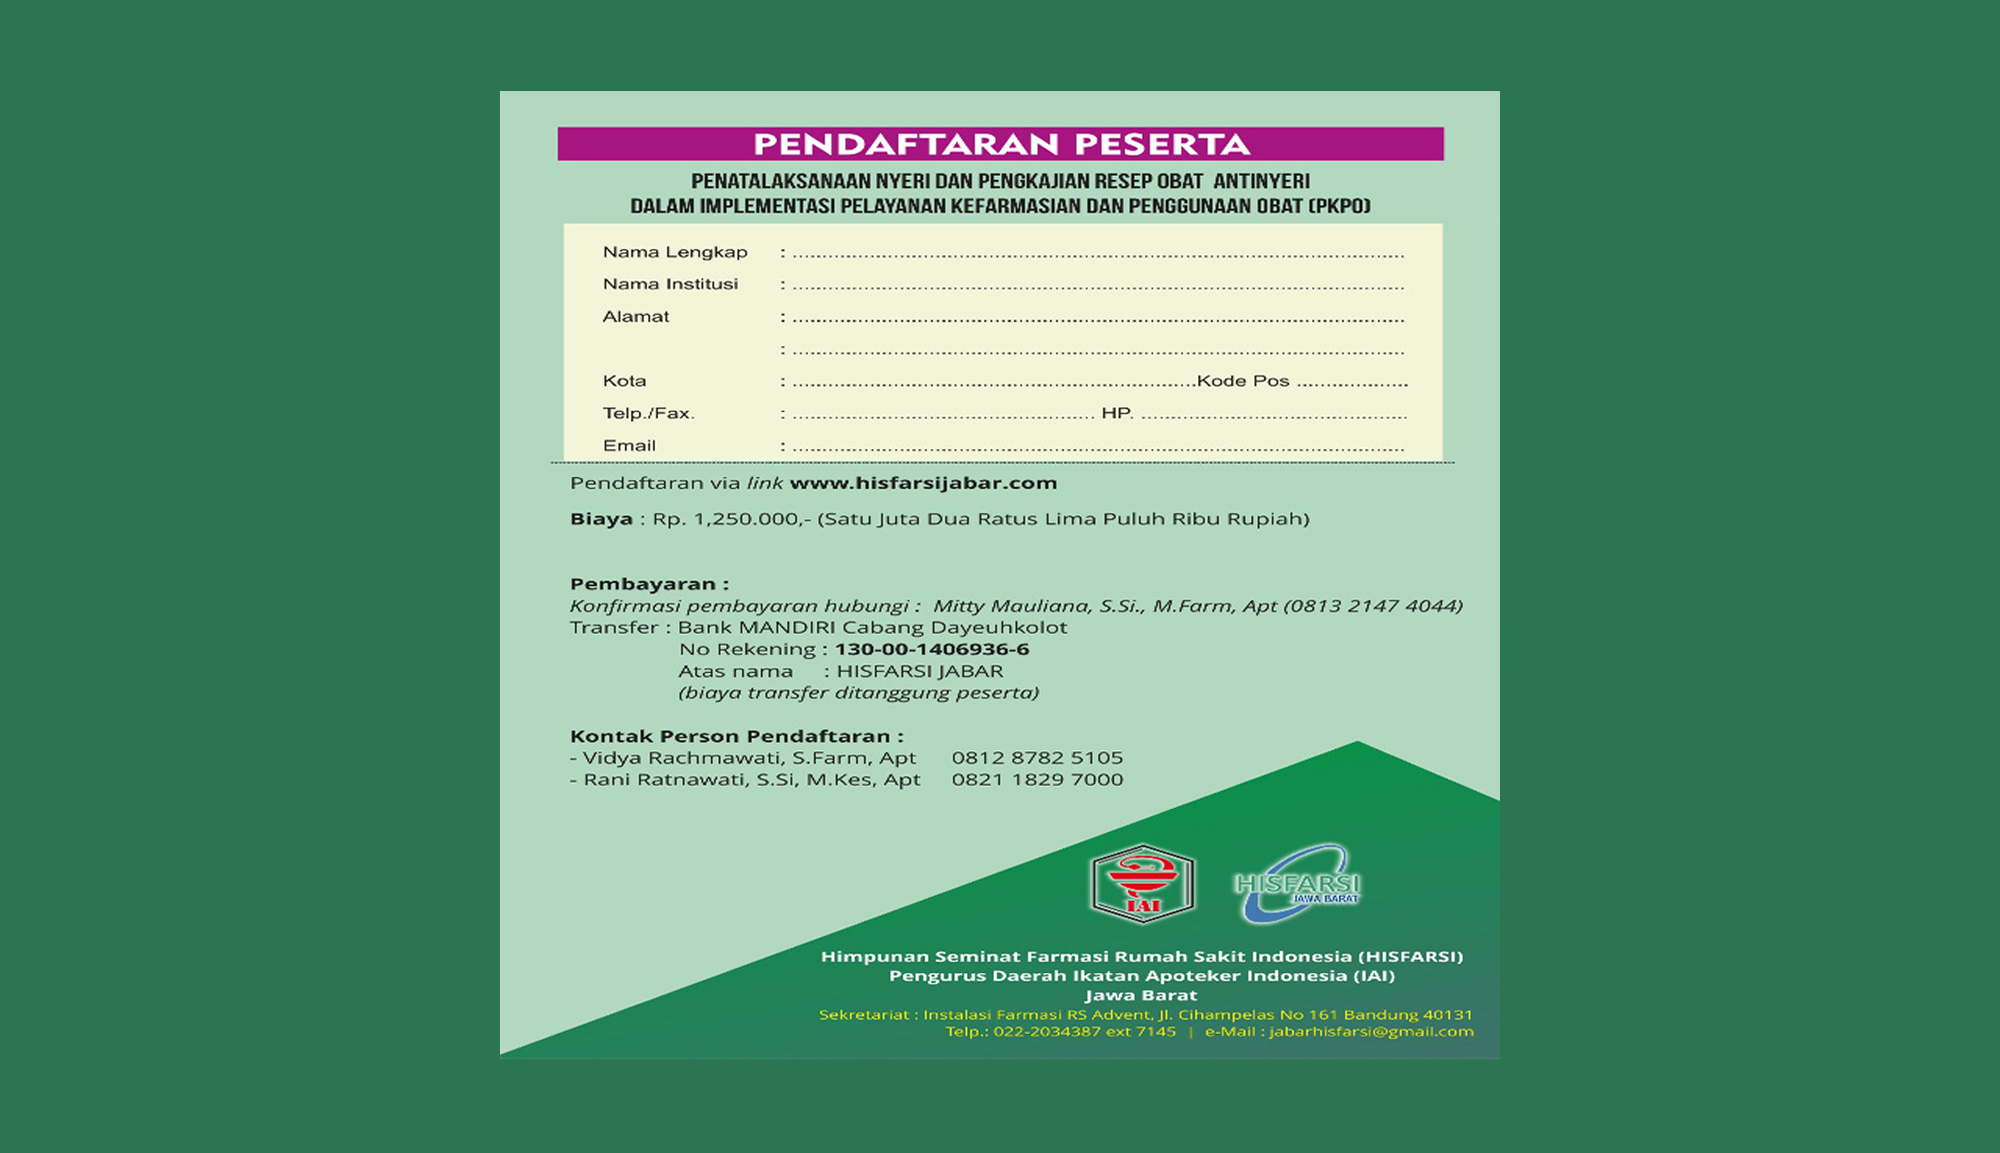 PENDAFTARAN PESERTA
PENATALAKSANAAN NYERI DAN PENGKAJIAN RESEP OBAT ANTINYERI
DALAM IMPLEMENTASI PELAYANAN KEFARMASIAN DAN PENGGUNAAN OBAT (PKPO)
Nama Lengkap : ........................................
Nama Institusi : ........................................
Alamat : ........................................
: ........................................
Kota : ........................................Kode Pos ....................
Telp./Fax. : ........................................ HP. ........................................
Email : ........................................
Pendaftaran via link www.hisfarsijabar.com
Biaya : Rp. 1,250.000,- (Satu Juta Dua Ratus Lima Puluh Ribu Rupiah)
Pembayaran :
Konfirmasi pembayaran hubungi : Mitty Mauliana, S.Si., M.Farm, Apt (0813 2147 4044)
Transfer : Bank MANDIRI Cabang Dayeuhkolot
No Rekening : 130-00-1406936-6
Atas nama : HISFARSI JABAR
(biaya transfer ditanggung peserta)
Kontak Person Pendaftaran :
- Vidya Rachmawati, S.Farm, Apt 0812 8782 5105
- Rani Ratnawati, S.Si, M.Kes, Apt 0821 1829 7000
IAI
HISFARSI
JAWA BARAT
Himpunan Seminat Farmasi Rumah Sakit Indonesia (HISFARSI)
Pengurus Daerah Ikatan Apoteker Indonesia (IAI)
Jawa Barat
Sekretariat : Instalasi Farmasi RS Advent, Jl. Cihampelas No 161 Bandung 40131
Telp.: 022-2034387 ext 7145 | e-Mail : jabarhisfarsi@gmail.com